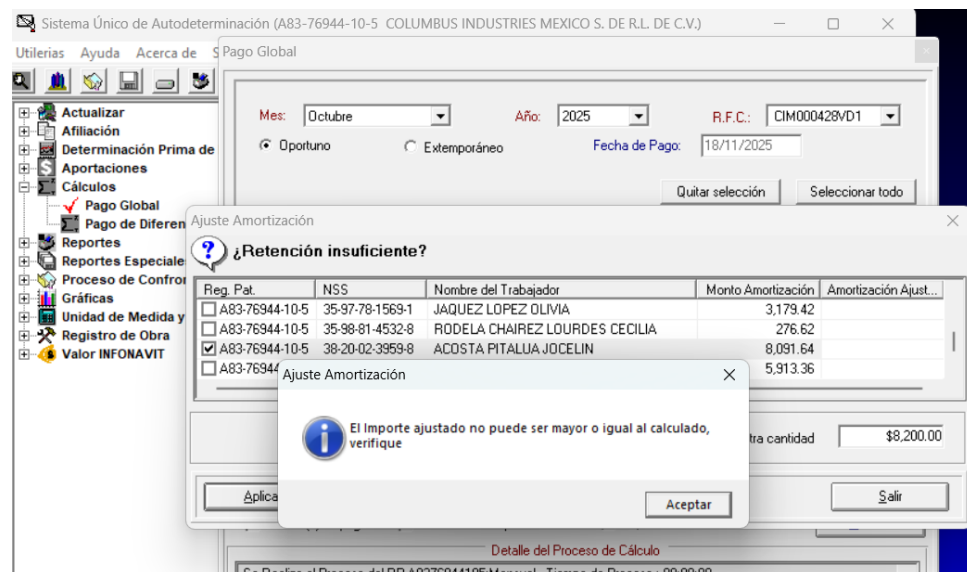 Sistema Único de Autodeterminación (A83-76944-10-5 COLUMBUS INDUSTRIES MEXICO S. DE R.L. DE C.V.)
Utilerias Ayuda Acerca de S
Pago Global
Mes: Octubre Año: 2025 R.F.C.: CIM000428VD1
Oportuno Extemporáneo Fecha de Pago: 18/11/2025
Quitar selección Seleccionar todo
Actualizar
Afiliación
Determinación Prima de
Aportaciones
Cálculos
Pago Global
Pago de Diferen
Reportes
Reportes Especiale
Proceso de Confron
Gráficas
Unidad de Medida y
Registro de Obra
Valor INFONAVIT
Ajuste Amortización
¿Retención insuficiente?
Reg. Pat. NSS Nombre del Trabajador Monto Amortización Amortización Ajust...
A83-76944-10-5 35-97-78-1569-1 JAQUEZ LOPEZ OLIVIA 3,179.42
A83-76944-10-5 35-98-81-4532-8 RODELA CHAIREZ LOURDES CECILIA 276.62
A83-76944-10-5 38-20-02-3959-8 ACOSTA PITALUA JOCELIN 8,091.64
A83-76944 5,913.36
Ajuste Amortización
El Importe ajustado no puede ser mayor o igual al calculado,
verifique
Aceptar
tra cantidad $8,200.00
Aplica
Salir
Detalle del Proceso de Cálculo